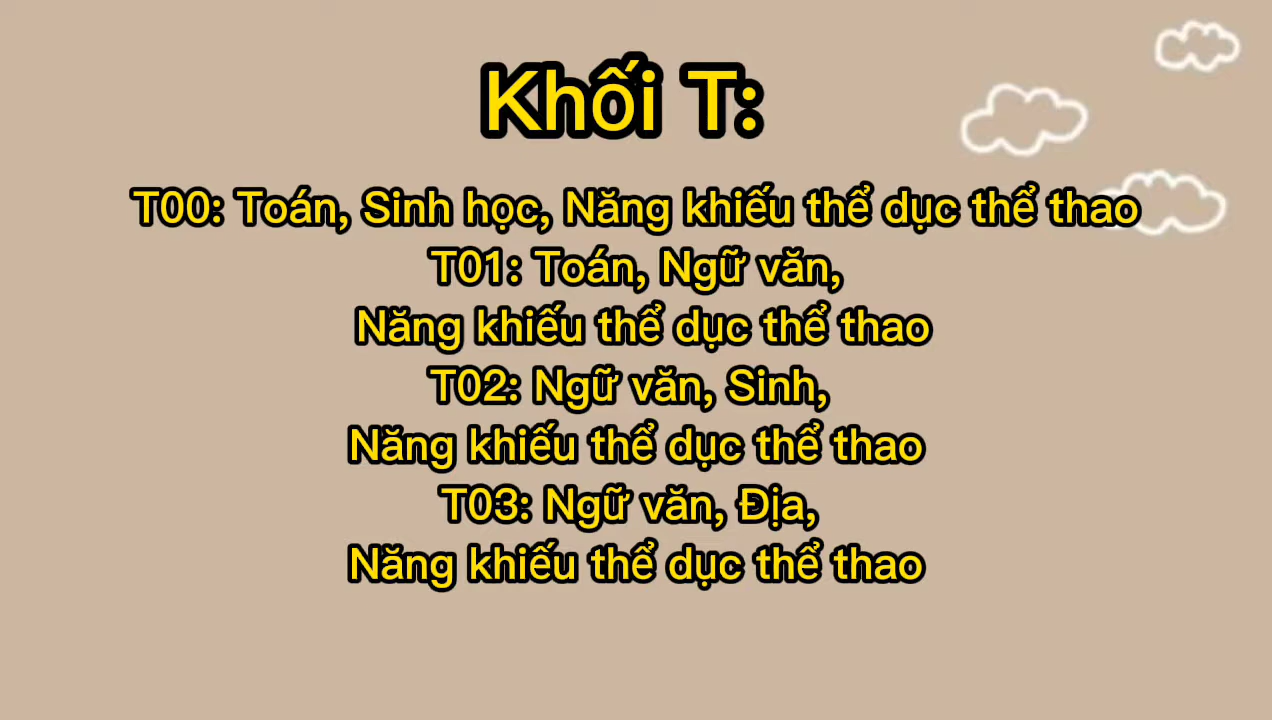 Khối T:
T00: Toán, Sinh học, Năng khiếu thể dục thể thao
T01: Toán, Ngữ văn,
Năng khiếu thể dục thể thao
T02: Ngữ văn, Sinh,
Năng khiếu thể dục thể thao
T03: Ngữ văn, Địa,
Năng khiếu thể dục thể thao